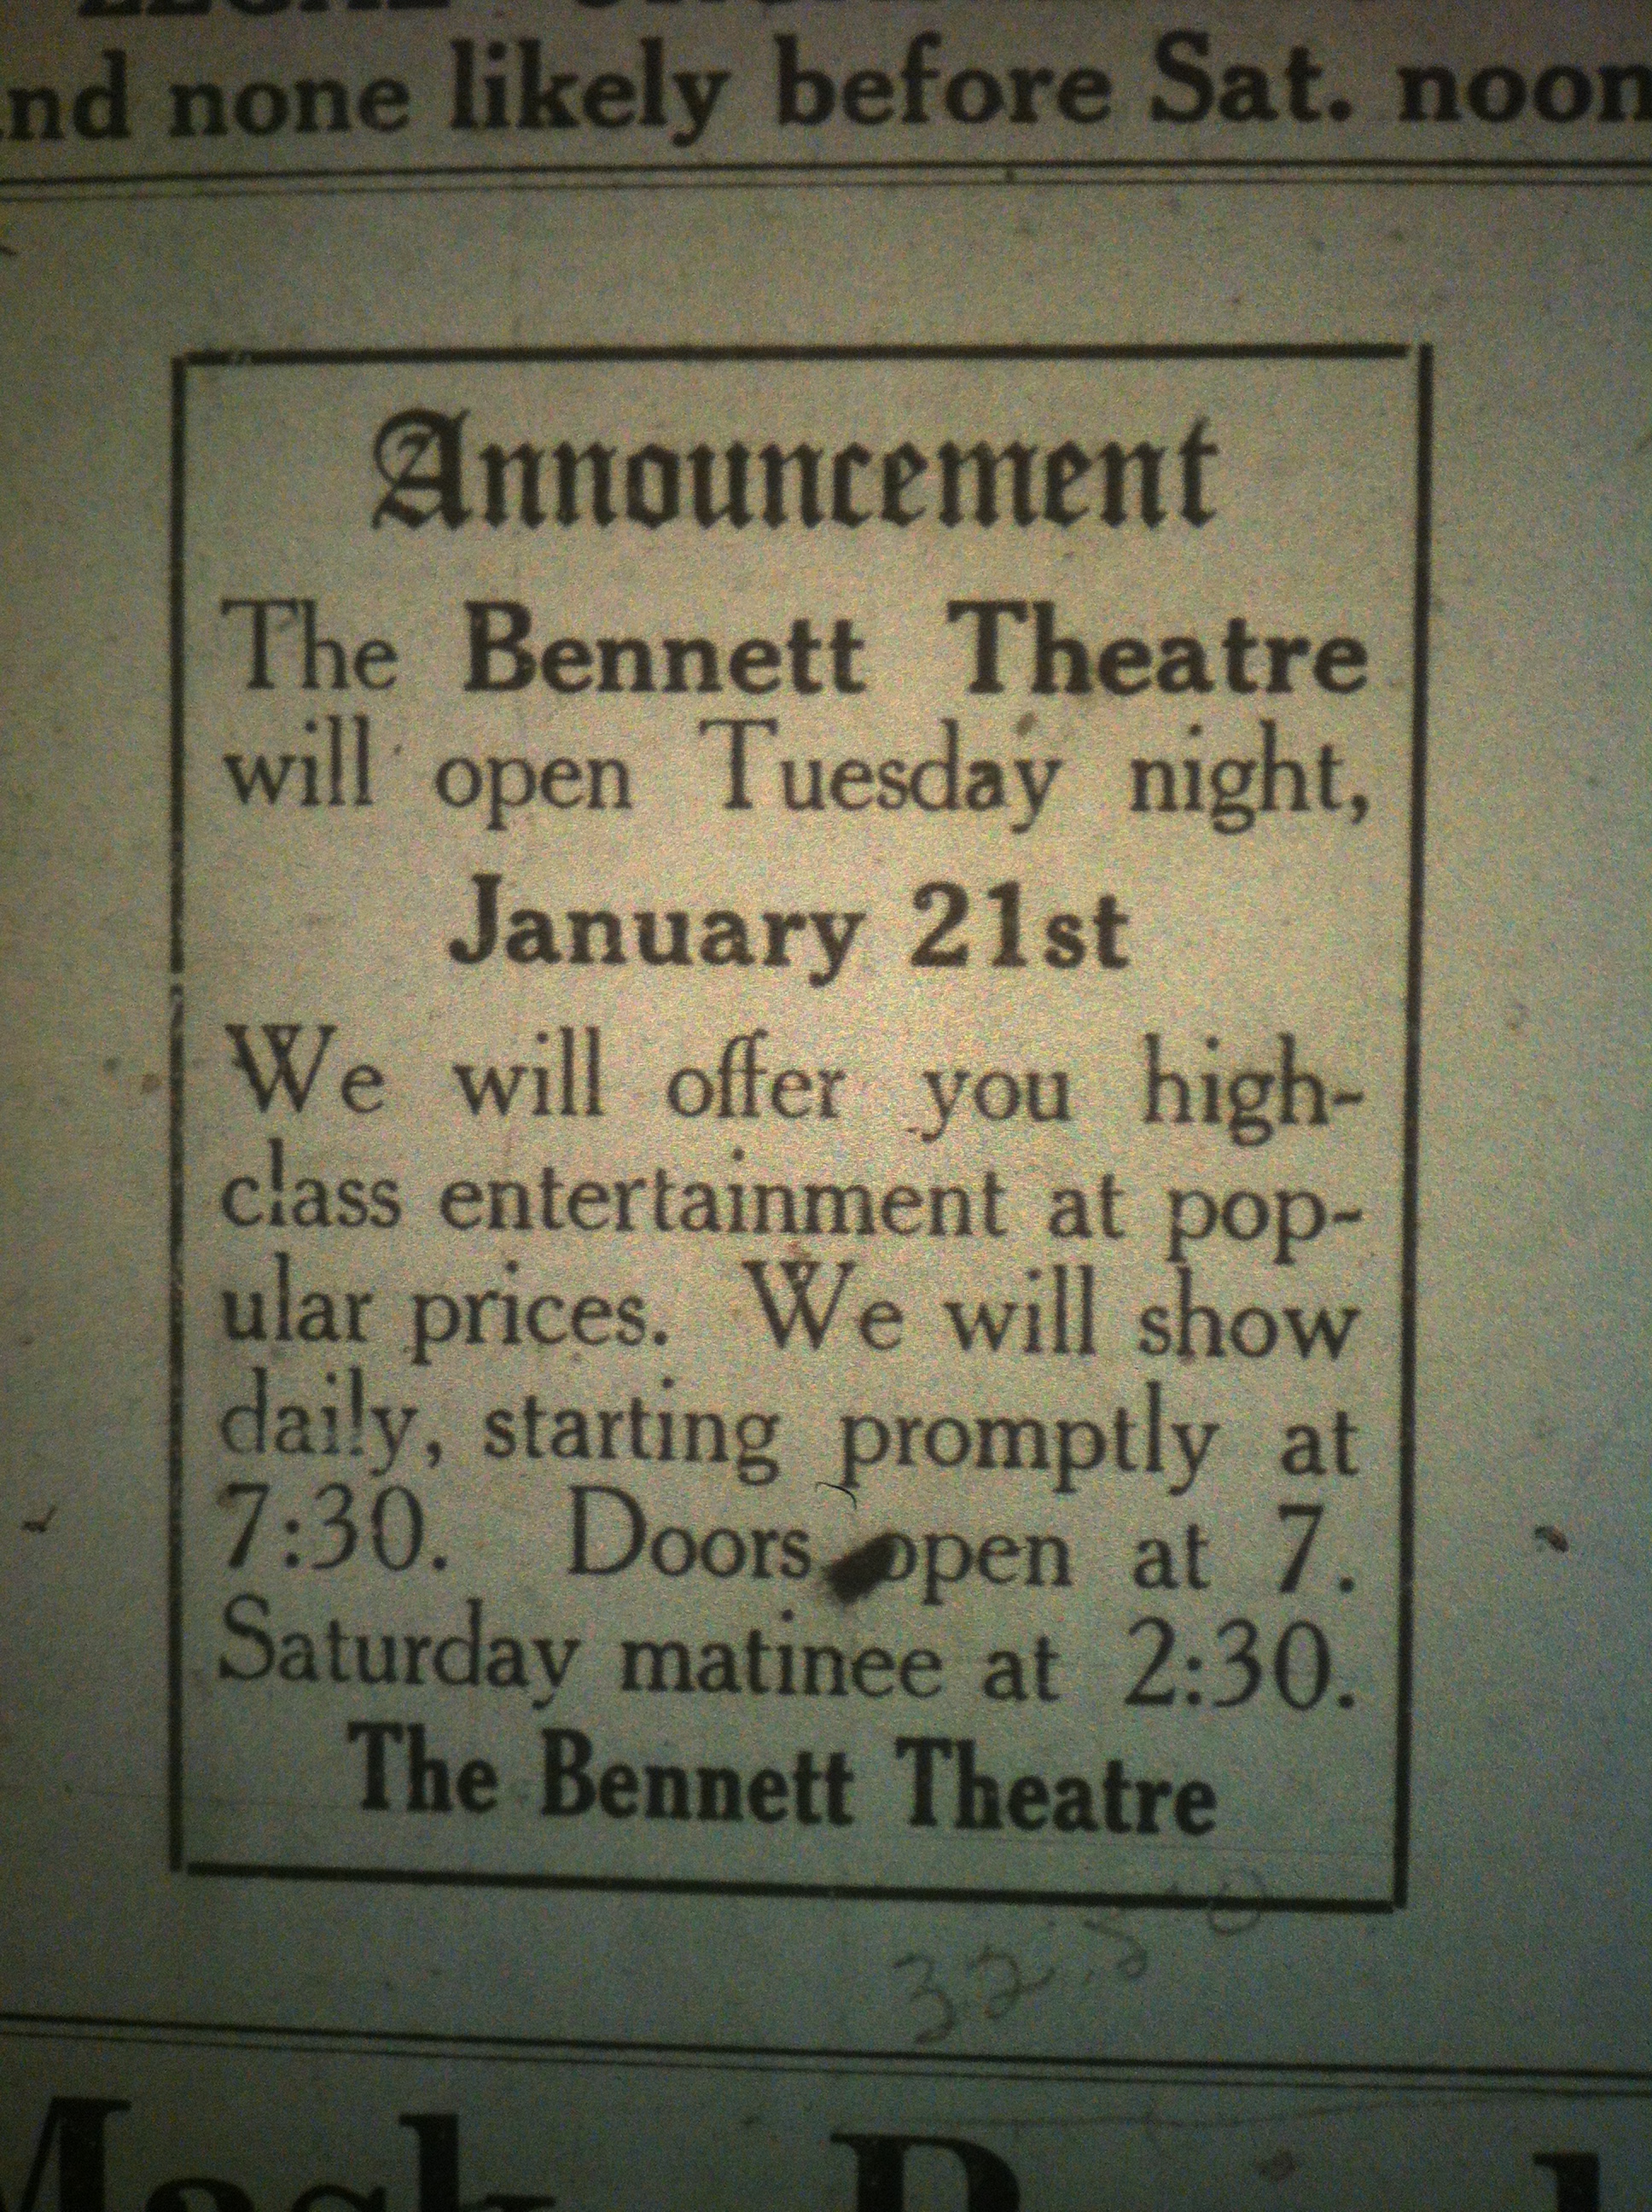 nd none likely before Sat. noon
Announcement
The Bennett Theatre
will open Tuesday night,
January 21st
We will offer you high-
class entertainment at pop-
ular prices. We will show
daily, starting promptly at
7:30. Doors open at 7.
Saturday matinee at 2:30.
The Bennett Theatre
32.50